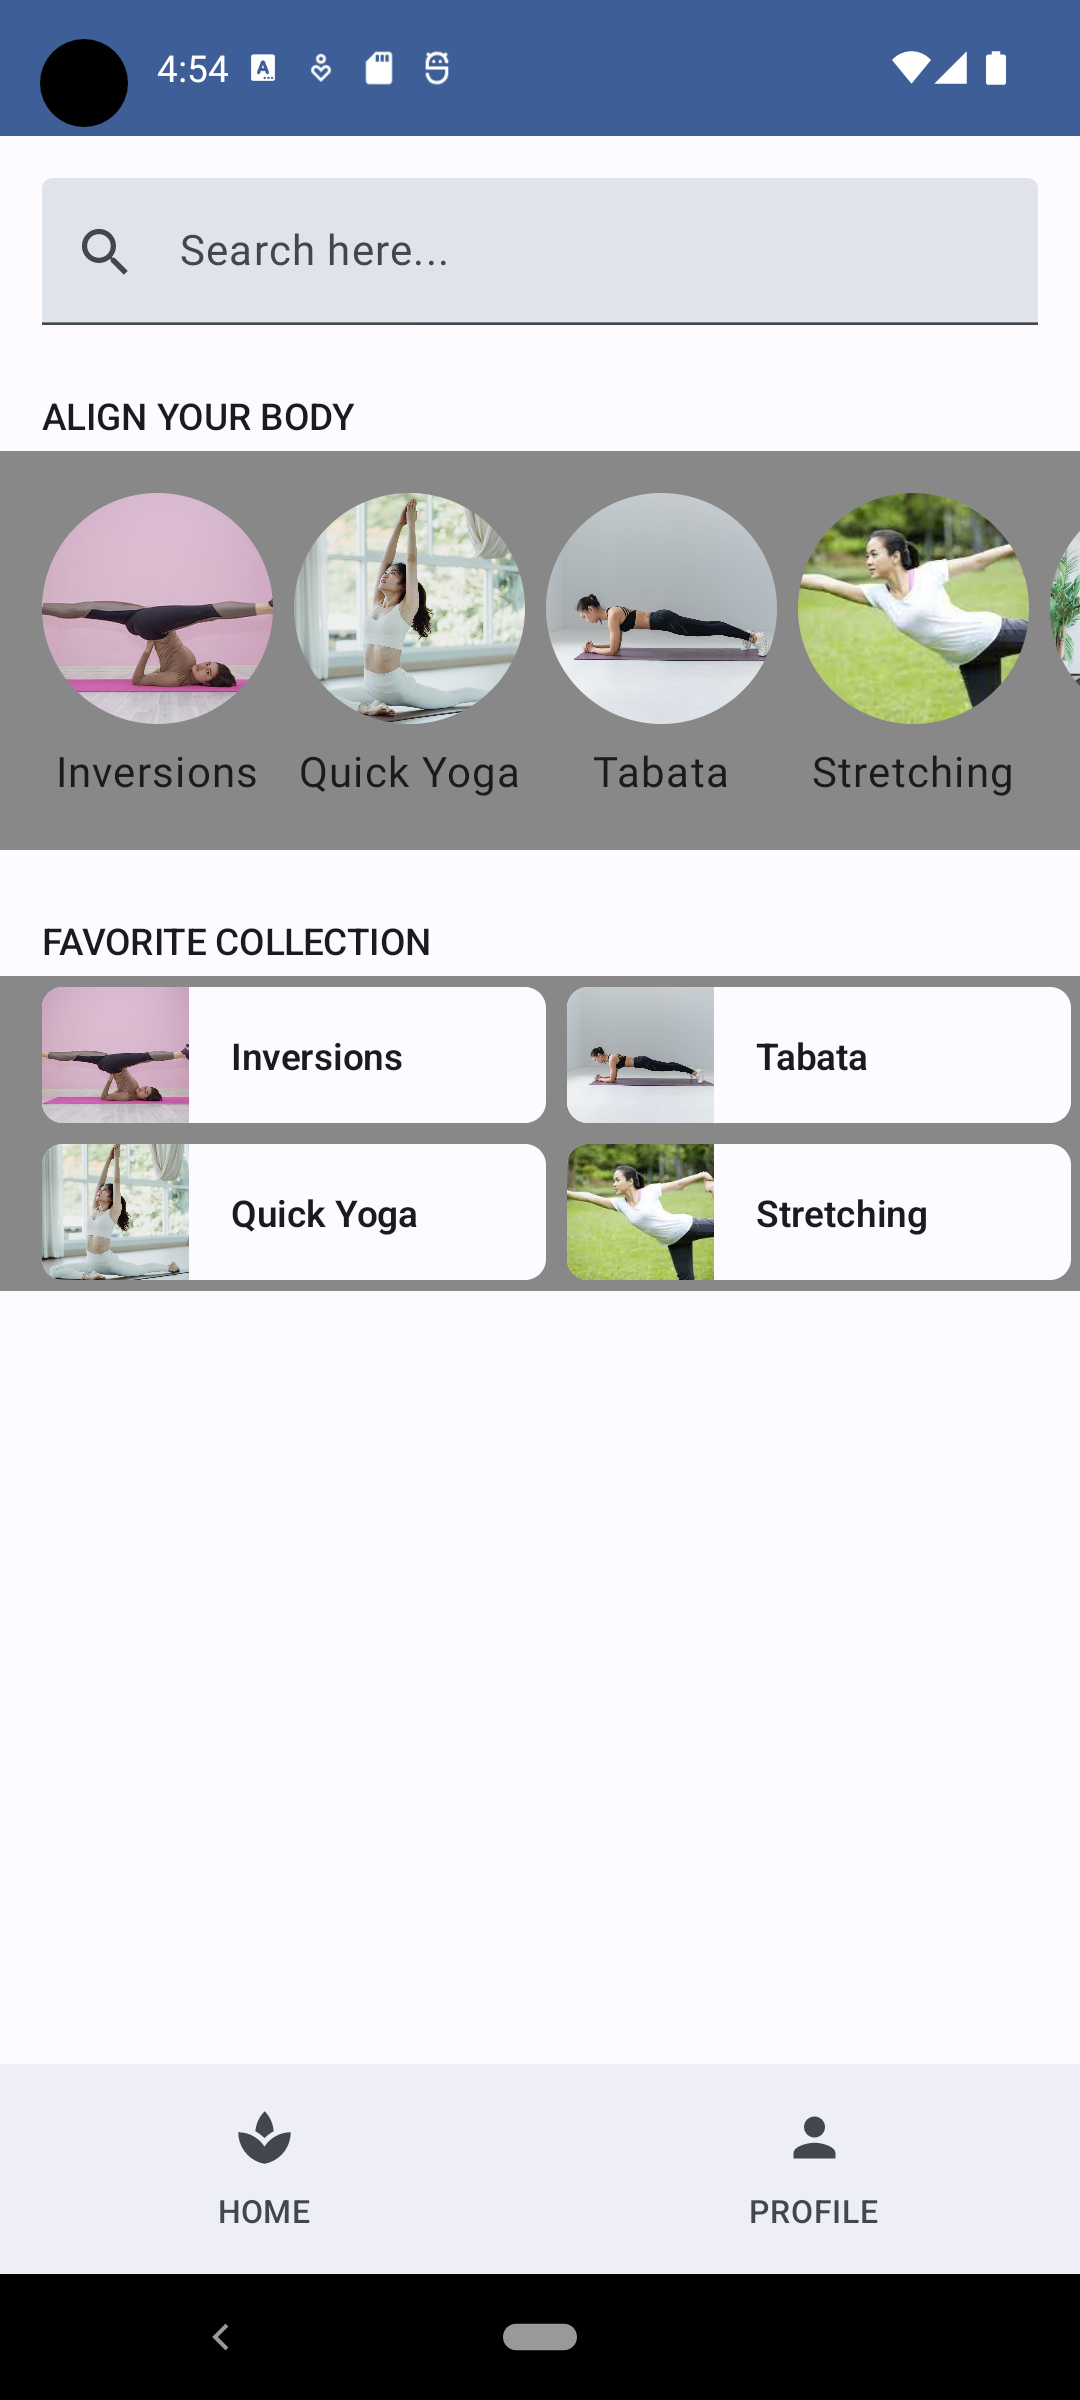 4:54
Search here...
ALIGN YOUR BODY
Inversions Quick Yoga Tabata Stretching
FAVORITE COLLECTION
Inversions Tabata
Quick Yoga Stretching
HOME PROFILE